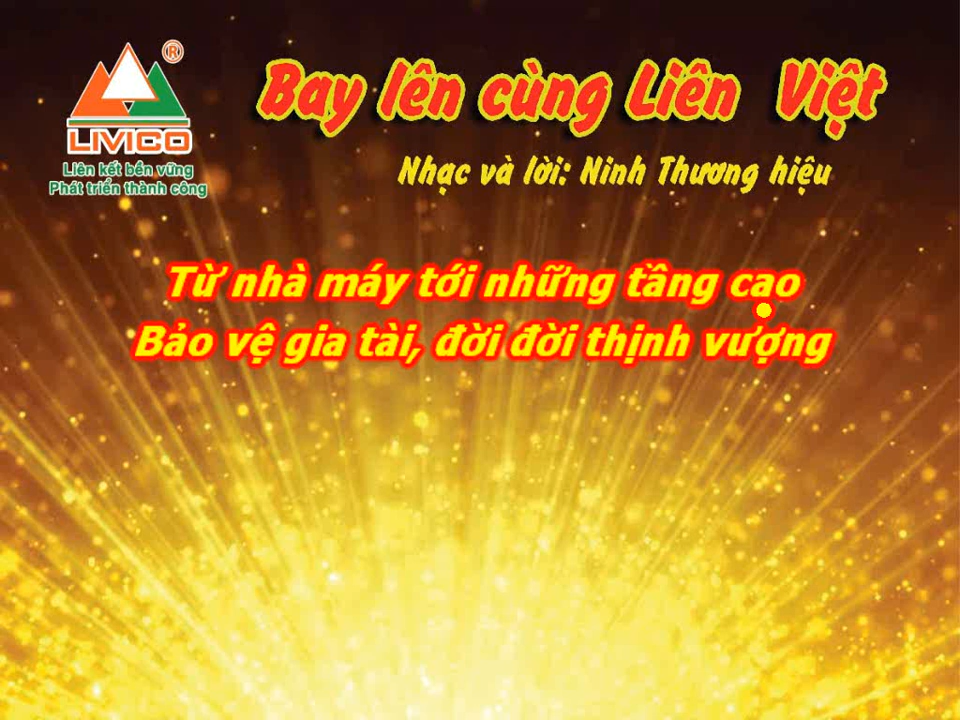 ®
LIVICO
Liên kết bền vững
Phát triển thành công
Bay lên cùng Liên Việt
Nhạc và lời: Ninh Thương hiệu
Từ nhà máy tới những tầng cao
Bảo vệ gia tài, đời đời thịnh vượng